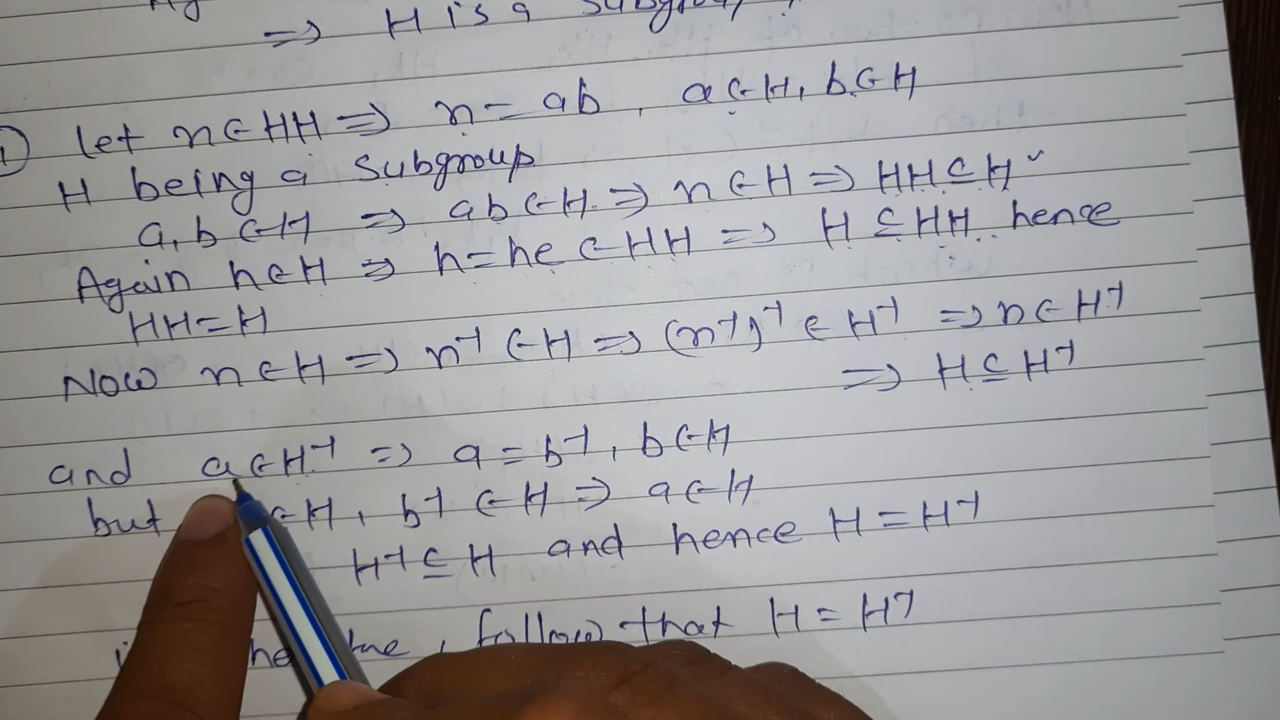 ⇒ H is a subgroup
① let n∈HH ⇒ n = ab, a∈H, b∈H
H being a subgroup
a, b ∈H ⇒ ab∈H. ⇒ n∈H ⇒ HH⊆H
Again h∈H ⇒ h=he∈HH ⇒ H⊆HH hence
HH=H
Now n∈H ⇒ n⁻¹∈H ⇒ (n⁻¹)⁻¹ ∈ H⁻¹ ⇒ n∈H⁻¹
⇒ H⊆H⁻¹
and a∈H⁻¹ ⇒ a = b⁻¹, b∈H
but ∈H, b⁻¹ ∈H ⇒ a∈H
H⁻¹⊆H and hence H = H⁻¹
follow that H = H⁻¹